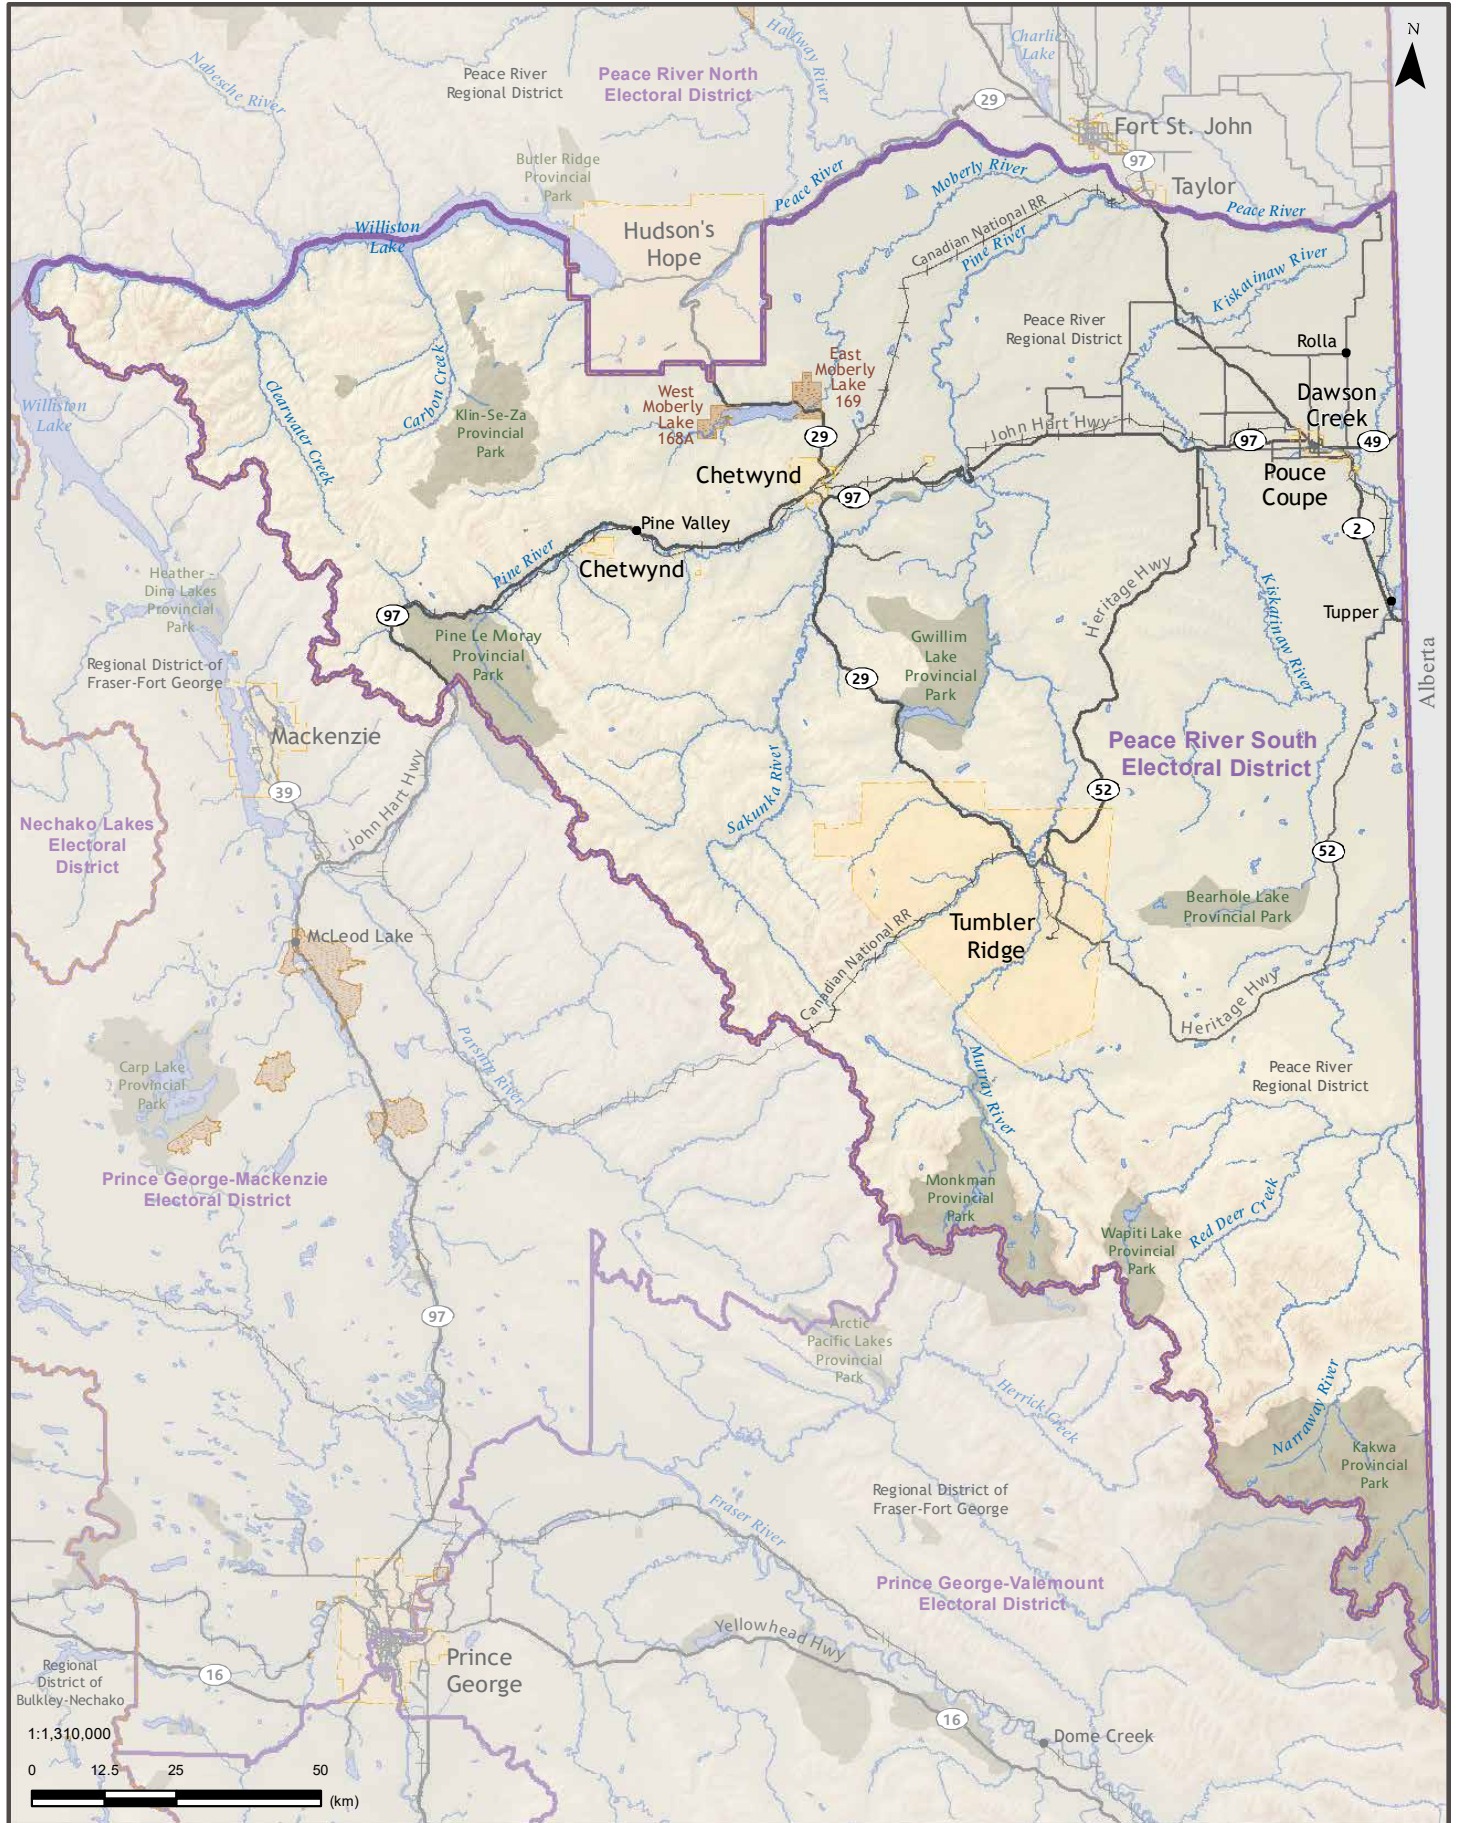 N
Halfway River
Charlie
Lake
Nabesche River
Peace River
Regional District
Peace River North
Electoral District
29
Fort St. John
Butler Ridge
Provincial
Park
97
Taylor
Peace River
Moberly River
Peace River
Canadian National RR
Pine River
Williston
Lake
Hudson's
Hope
Kiskatinaw River
Peace River
Regional District
Rolla
East
Moberly
Lake
169
West
Moberly
Lake
168A
Dawson
Creek
Williston
Lake
Clearwater Creek
Carbon Creek
Klin-Se-Za
Provincial
Park
29
John Hart Hwy
97
49
Chetwynd
97
Pouce
Coupe
2
Pine Valley
Pine River
Chetwynd
Heather -
Dina Lakes
Provincial
Park
97
Heritage Hwy
Kiskatinaw River
Tupper
Pine Le Moray
Provincial
Park
Gwillim
Lake
Provincial
Park
Alberta
Regional District of
Fraser-Fort George
29
Mackenzie
Peace River South
Electoral District
39
John Hart Hwy
Sakunka River
52
Nechako Lakes
Electoral
District
52
Bearhole Lake
Provincial Park
Tumbler
Ridge
McLeod Lake
Canadian National RR
Heritage Hwy
Parsnip River
Murray River
Carp Lake
Provincial
Park
Peace River
Regional District
Prince George-Mackenzie
Electoral District
Monkman
Provincial
Park
Red Deer Creek
Wapiti Lake
Provincial
Park
97
Arctic
Pacific Lakes
Provincial
Park
Herrick Creek
Narraway River
Kakwa
Provincial
Park
Regional District of
Fraser-Fort George
Fraser River
Prince George-Valemount
Electoral District
Yellowhead Hwy
Prince
George
Regional
District of
Bulkley-Nechako
16
16
Dome Creek
1:1,310,000
0 12.5 25 50
(km)